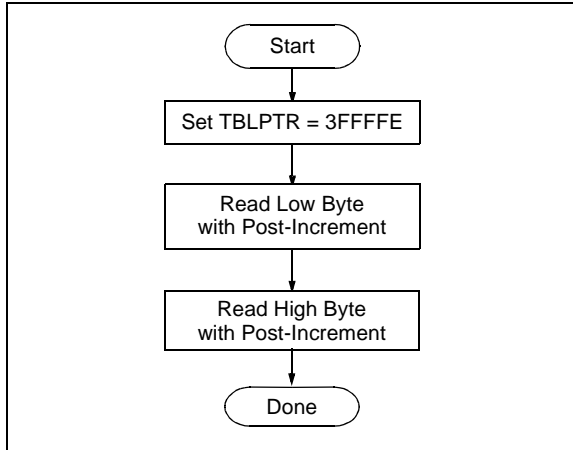 Start
Set TBLPTR = 3FFFFE
Read Low Byte
with Post-Increment
Read High Byte
with Post-Increment
Done